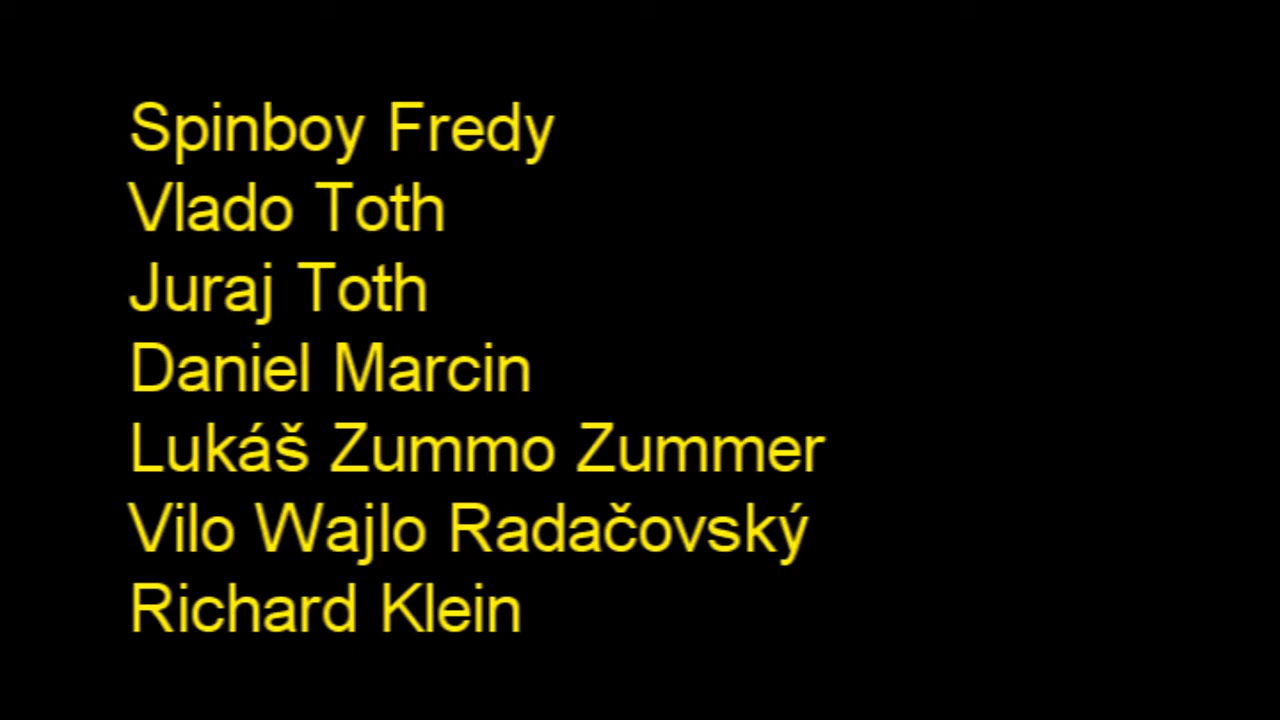 Spinboy Fredy
Vlado Toth
Juraj Toth
Daniel Marcin
Lukáš Zummo Zummer
Vilo Wajlo Radačovský
Richard Klein